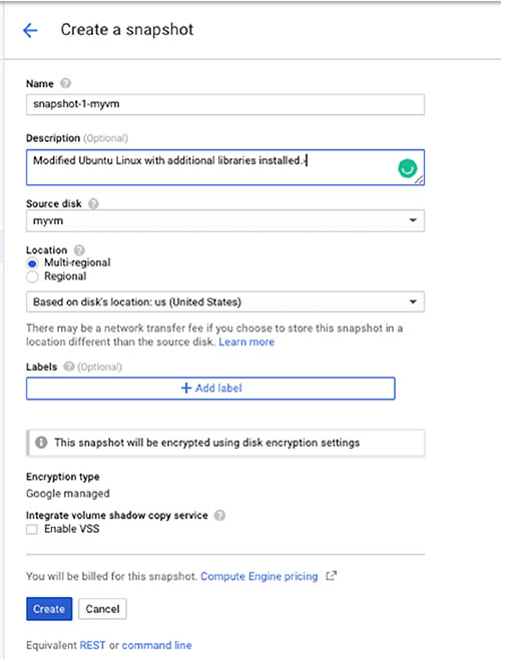 Create a snapshot
Name
snapshot-1-myvm
Description (Optional)
Modified Ubuntu Linux with additional libraries installed.
Source disk
myvm
Location
Multi-regional
Regional
Based on disk's location: us (United States)
There may be a network transfer fee if you choose to store this snapshot in a
location different than the source disk. Learn more
Labels (Optional)
+ Add label
This snapshot will be encrypted using disk encryption settings
Encryption type
Google managed
Integrate volume shadow copy service
Enable VSS
You will be billed for this snapshot. Compute Engine pricing
Create Cancel
Equivalent REST or command line